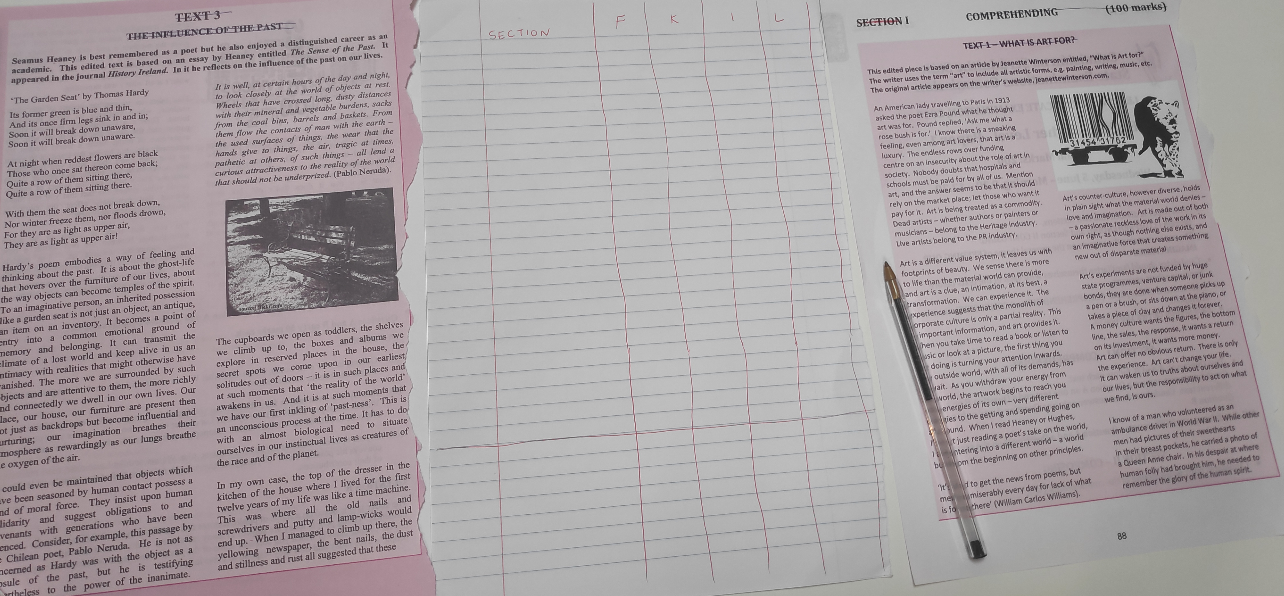 TEXT 3
THE INFLUENCE OF THE PAST
Seamus Heaney is best remembered as a poet but he also enjoyed a distinguished career as an
academic. This edited text is based on an essay by Heaney entitled The Sense of the Past. It
appeared in the journal History Ireland. In it he reflects on the influence of the past on our lives.
'The Garden Seat' by Thomas Hardy
Its former green is blue and thin,
And its once firm legs sink in and in;
Soon it will break down unaware,
Soon it will break down unaware.
At night when reddest flowers are black
Those who once sat thereon come back;
Quite a row of them sitting there,
Quite a row of them sitting there.
With them the seat does not break down,
Nor winter freeze them, nor floods drown,
For they are as light as upper air,
They are as light as upper air!
Hardy's poem embodies a way of feeling and
thinking about the past. It is about the ghost-life
that hovers over the furniture of our lives, about
the way objects can become temples of the spirit.
To an imaginative person, an inherited possession
like a garden seat is not just an object, an antique,
an item on an inventory. It becomes a point of
entry into a common emotional ground of
memory and belonging. It can transmit the
climate of a lost world and keep alive in us a
ntimacy with realities that might otherwise have
anished. The more we are surrounded by such
bjects and are attentive to them, the more richly
nd connectedly we dwell in our own lives. Our
lace, our house, our furniture are present then
ot just as backdrops but become influential and
rturing; our imagination breathes their
mosphere as rewardingly as our lungs breathe
e oxygen of the air.
could even be maintained that objects which
ve been seasoned by human contact possess a
nd of moral force. They insist upon human
lidarity and suggest obligations to and
venants with generations who have been
enced. Consider, for example, this passage by
Chilean poet, Pablo Neruda. He is not as
ncerned as Hardy was with the object as a
psule of the past, but he is testifying
rtheless to the power of the inanimate.
It is well, at certain hours of the day and night,
to look closely at the world of objects at rest.
Wheels that have crossed long, dusty distances
with their mineral and vegetable burdens, sacks
from the coal bins, barrels and baskets. From
them flow the contacts of man with the earth –
the used surfaces of things, the wear that the
hands give to things, the air, tragic at times,
pathetic at others, of such things – all lend a
curious attractiveness to the reality of the world
that should not be underprized. (Pablo Neruda).
The cupboards we open as toddlers, the shelves
we climb up to, the boxes and albums we
explore in reserved places in the house, the
secret spots we come upon in our earliest
solitudes out of doors – it is in such places and
at such moments that 'the reality of the world'
awakens in us. And it is at such moments that
we have our first inkling of 'past-ness'. This is
an unconscious process at the time. It has to do
with an almost biological need to situate
ourselves in our instinctual lives as creatures of
the race and of the planet.
In my own case, the top of the dresser in the
kitchen of the house where I lived for the first
twelve years of my life was like a time machine.
This was where all the old nails and
screwdrivers and putty and lamp-wicks would
end up. When I managed to climb up there, the
yellowing newspaper, the bent nails, the dust
and stillness and rust all suggested that these
SECTION F K I L
SECTION I COMPREHENDING (100 marks)
TEXT 1 – WHAT IS ART FOR?
This edited piece is based on an article by Jeanette Winterson entitled, "What is Art for?"
The writer uses the term "art" to include all artistic forms, e.g. painting, writing, music, etc.
The original article appears on the writer's website, jeanettewinterson.com.
An American lady travelling to Paris in 1913
asked the poet Ezra Pound what he thought
art was for. Pound replied, 'Ask me what a
rose bush is for.' I know there is a sneaking
feeling, even among art lovers, that art is a
luxury. The endless rows over funding
centre on an insecurity about the role of art in
society. Nobody doubts that hospitals and
schools must be paid for by all of us. Mention
art, and the answer seems to be that it should
rely on the market place; let those who want it
pay for it. Art is being treated as a commodity.
Dead artists – whether authors or painters or
musicians – belong to the Heritage Industry.
Live artists belong to the PR industry.
Art is a different value system, it leaves us with
footprints of beauty. We sense there is more
to life than the material world can provide,
and art is a clue, an intimation, at its best, a
transformation. We can experience it. The
experience suggests that the monolith of
orporate culture is only a partial reality. This
important information, and art provides it.
hen you take time to read a book or listen to
sic or look at a picture, the first thing you
doing is turning your attention inwards.
outside world, with all of its demands, has
wait. As you withdraw your energy from
world, the artwork begins to reach you
energies of its own – very different
ies to the getting and spending going on
und. When I read Heaney or Hughes,
t just reading a poet's take on the world,
ntering into a different world – a world
bu om the beginning on other principles.
'It's d to get the news from poems, but
me miserably every day for lack of what
is fo there' (William Carlos Williams).
31454 31762
Art's counter culture, however diverse, holds
in plain sight what the material world denies –
love and imagination. Art is made out of both
– a passionate reckless love of the work in its
own right, as though nothing else exists, and
an imaginative force that creates something
new out of disparate material.
Art's experiments are not funded by huge
state programmes, venture capital, or junk
bonds, they are done when someone picks up
a pen or a brush, or sits down at the piano, or
takes a piece of clay and changes it forever.
A money culture wants the figures, the bottom
line, the sales, the response, it wants a return
on its investment, it wants more money.
Art can offer no obvious return. There is only
the experience. Art can't change your life.
It can waken us to truths about ourselves and
our lives, but the responsibility to act on what
we find, is ours.
I know of a man who volunteered as an
ambulance driver in World War II. While other
men had pictures of their sweethearts
in their breast pockets, he carried a photo of
a Queen Anne chair. In his despair at where
human folly had brought him, he needed to
remember the glory of the human spirit.
88